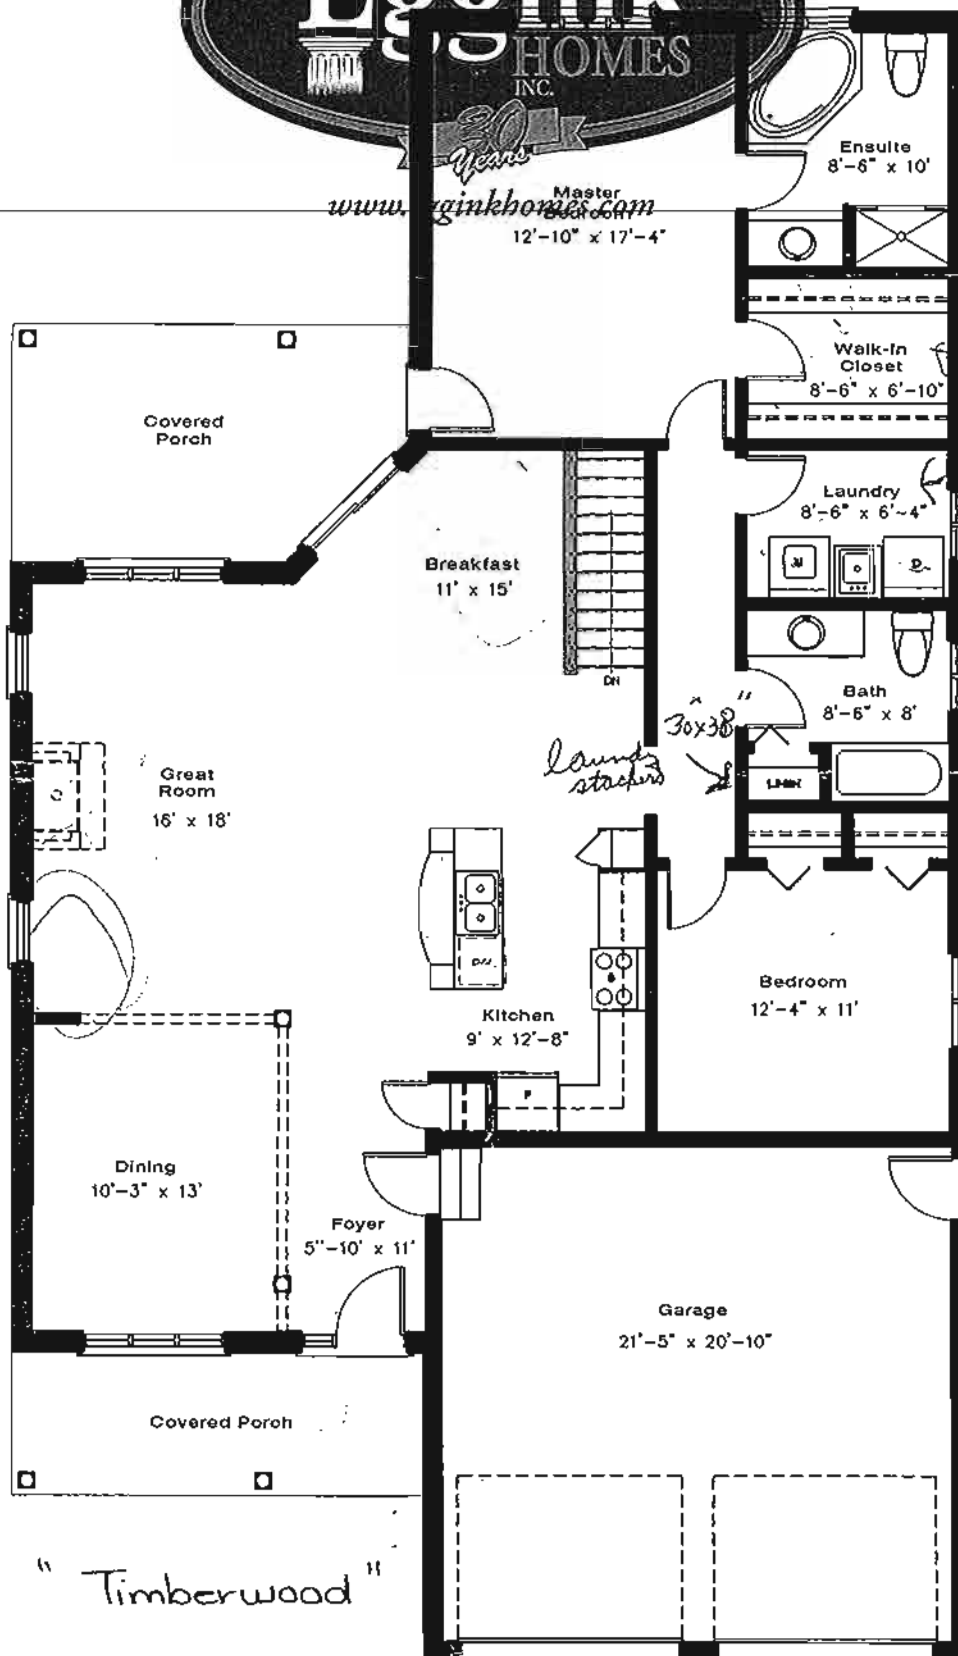 Eggink
HOMES
INC.
30
Years
www.egginkhomes.com
Master
Bedroom
12'-10" x 17'-4"
Ensuite
8'-6" x 10'
Walk-In
Closet
8'-6" x 6'-10"
Covered
Porch
Laundry
8'-6" x 6'-4"
W
D
Breakfast
11' x 15'
DN
Bath
8'-6" x 8'
30x38"
laundry
stackers
LINEN
Great
Room
16' x 18'
D/W
Kitchen
9' x 12'-8"
F
Bedroom
12'-4" x 11'
Dining
10'-3" x 13'
Foyer
5"-10' x 11'
Garage
21'-5" x 20'-10"
Covered Porch
"Timberwood"